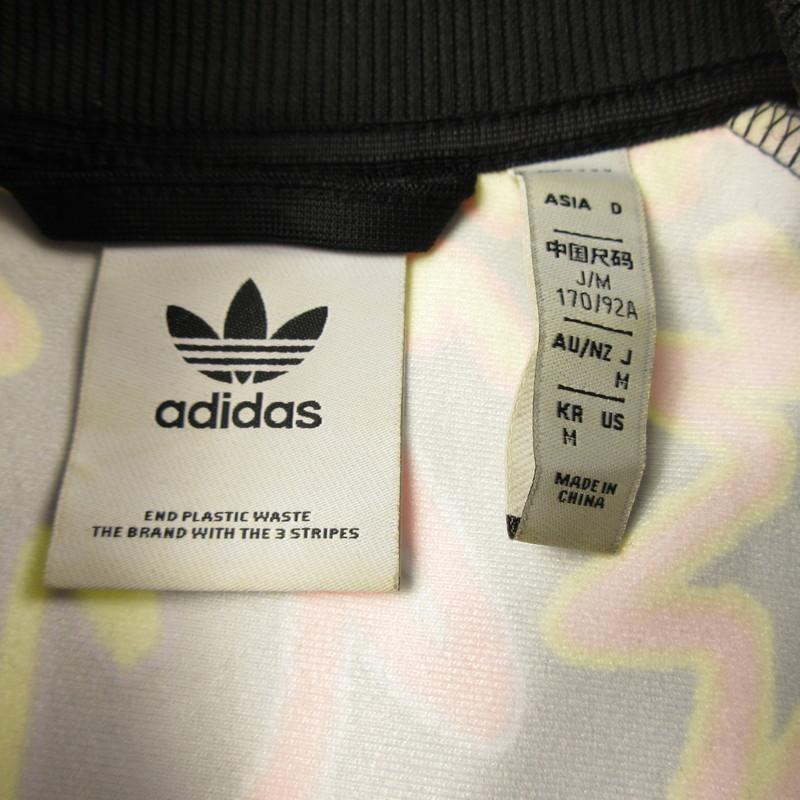 adidas
END PLASTIC WASTE
THE BRAND WITH THE 3 STRIPES
ASIA D
中国尺码
J/M
170/92A
AU/NZ J
M
KR US
M
MADE IN
CHINA